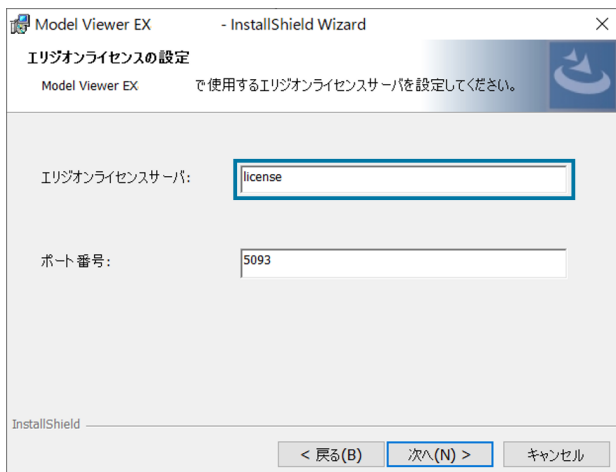 Model Viewer EX - InstallShield Wizard
エリジオンライセンスの設定
Model Viewer EX で使用するエリジオンライセンスサーバを設定してください。
エリジオンライセンスサーバ: license
ポート番号: 5093
InstallShield
< 戻る(B) 次へ(N) > キャンセル